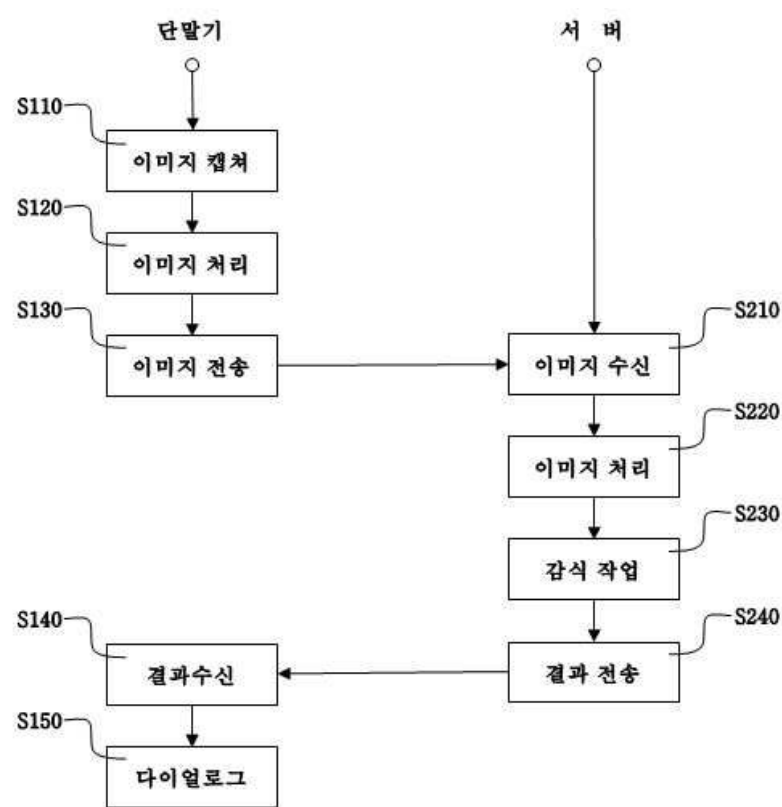 단말기
서 버
S110
이미지 캡쳐
S120
이미지 처리
S130
이미지 전송
S210
이미지 수신
S220
이미지 처리
S230
감식 작업
S240
결과 전송
S140
결과수신
S150
다이얼로그